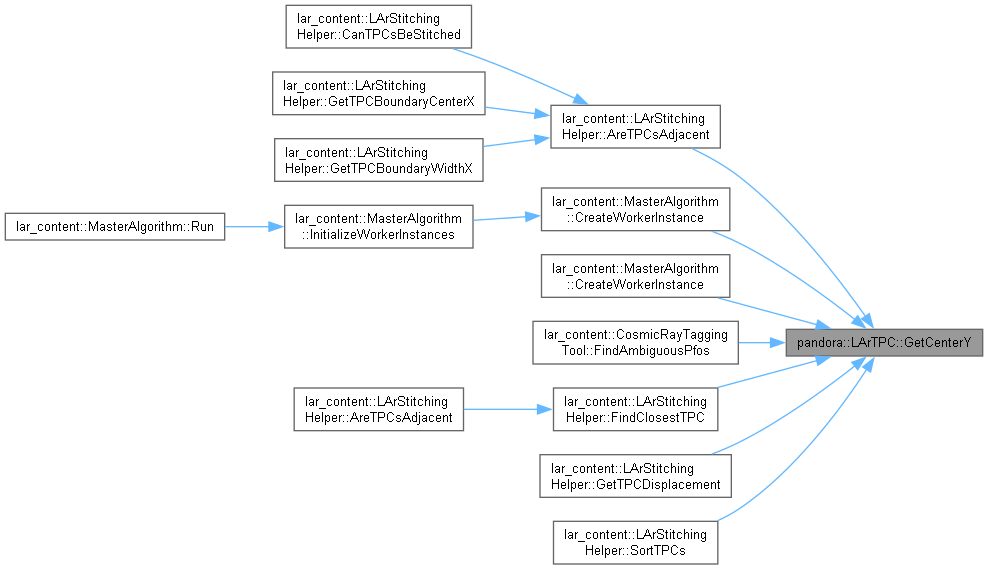 lar_content::LArStitching
Helper::CanTPCsBeStitched
lar_content::LArStitching
Helper::GetTPCBoundaryCenterX
lar_content::LArStitching
Helper::AreTPCsAdjacent
lar_content::LArStitching
Helper::GetTPCBoundaryWidthX
lar_content::MasterAlgorithm
::CreateWorkerInstance
lar_content::MasterAlgorithm::Run
lar_content::MasterAlgorithm
::InitializeWorkerInstances
lar_content::MasterAlgorithm
::CreateWorkerInstance
lar_content::CosmicRayTagging
Tool::FindAmbiguousPfos
pandora::LArTPC::GetCenterY
lar_content::LArStitching
Helper::AreTPCsAdjacent
lar_content::LArStitching
Helper::FindClosestTPC
lar_content::LArStitching
Helper::GetTPCDisplacement
lar_content::LArStitching
Helper::SortTPCs